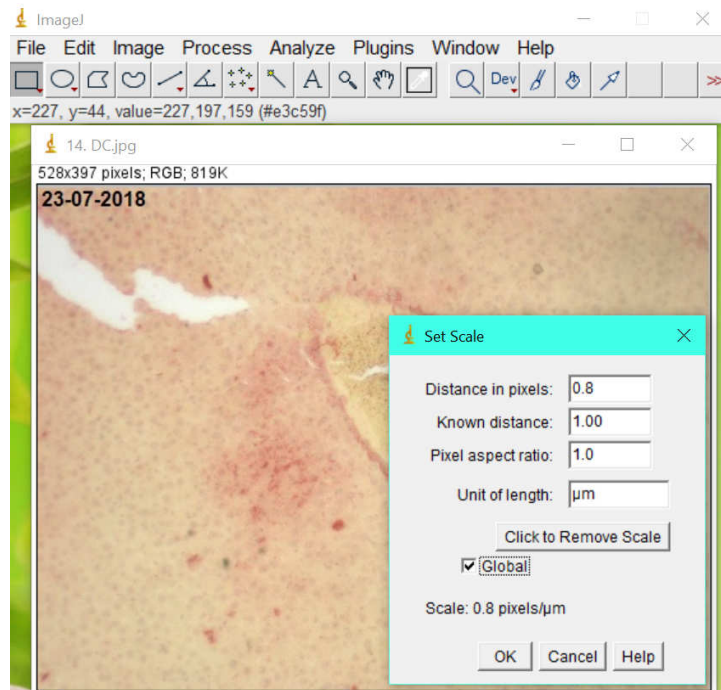 ImageJ
File Edit Image Process Analyze Plugins Window Help
A Dev >>
x=227, y=44, value=227,197,159 (#e3c59f)
14. DC.jpg
528x397 pixels; RGB; 819K
23-07-2018
Set Scale
Distance in pixels: 0.8
Known distance: 1.00
Pixel aspect ratio: 1.0
Unit of length: µm
Click to Remove Scale
Global
Scale: 0.8 pixels/µm
OK Cancel Help